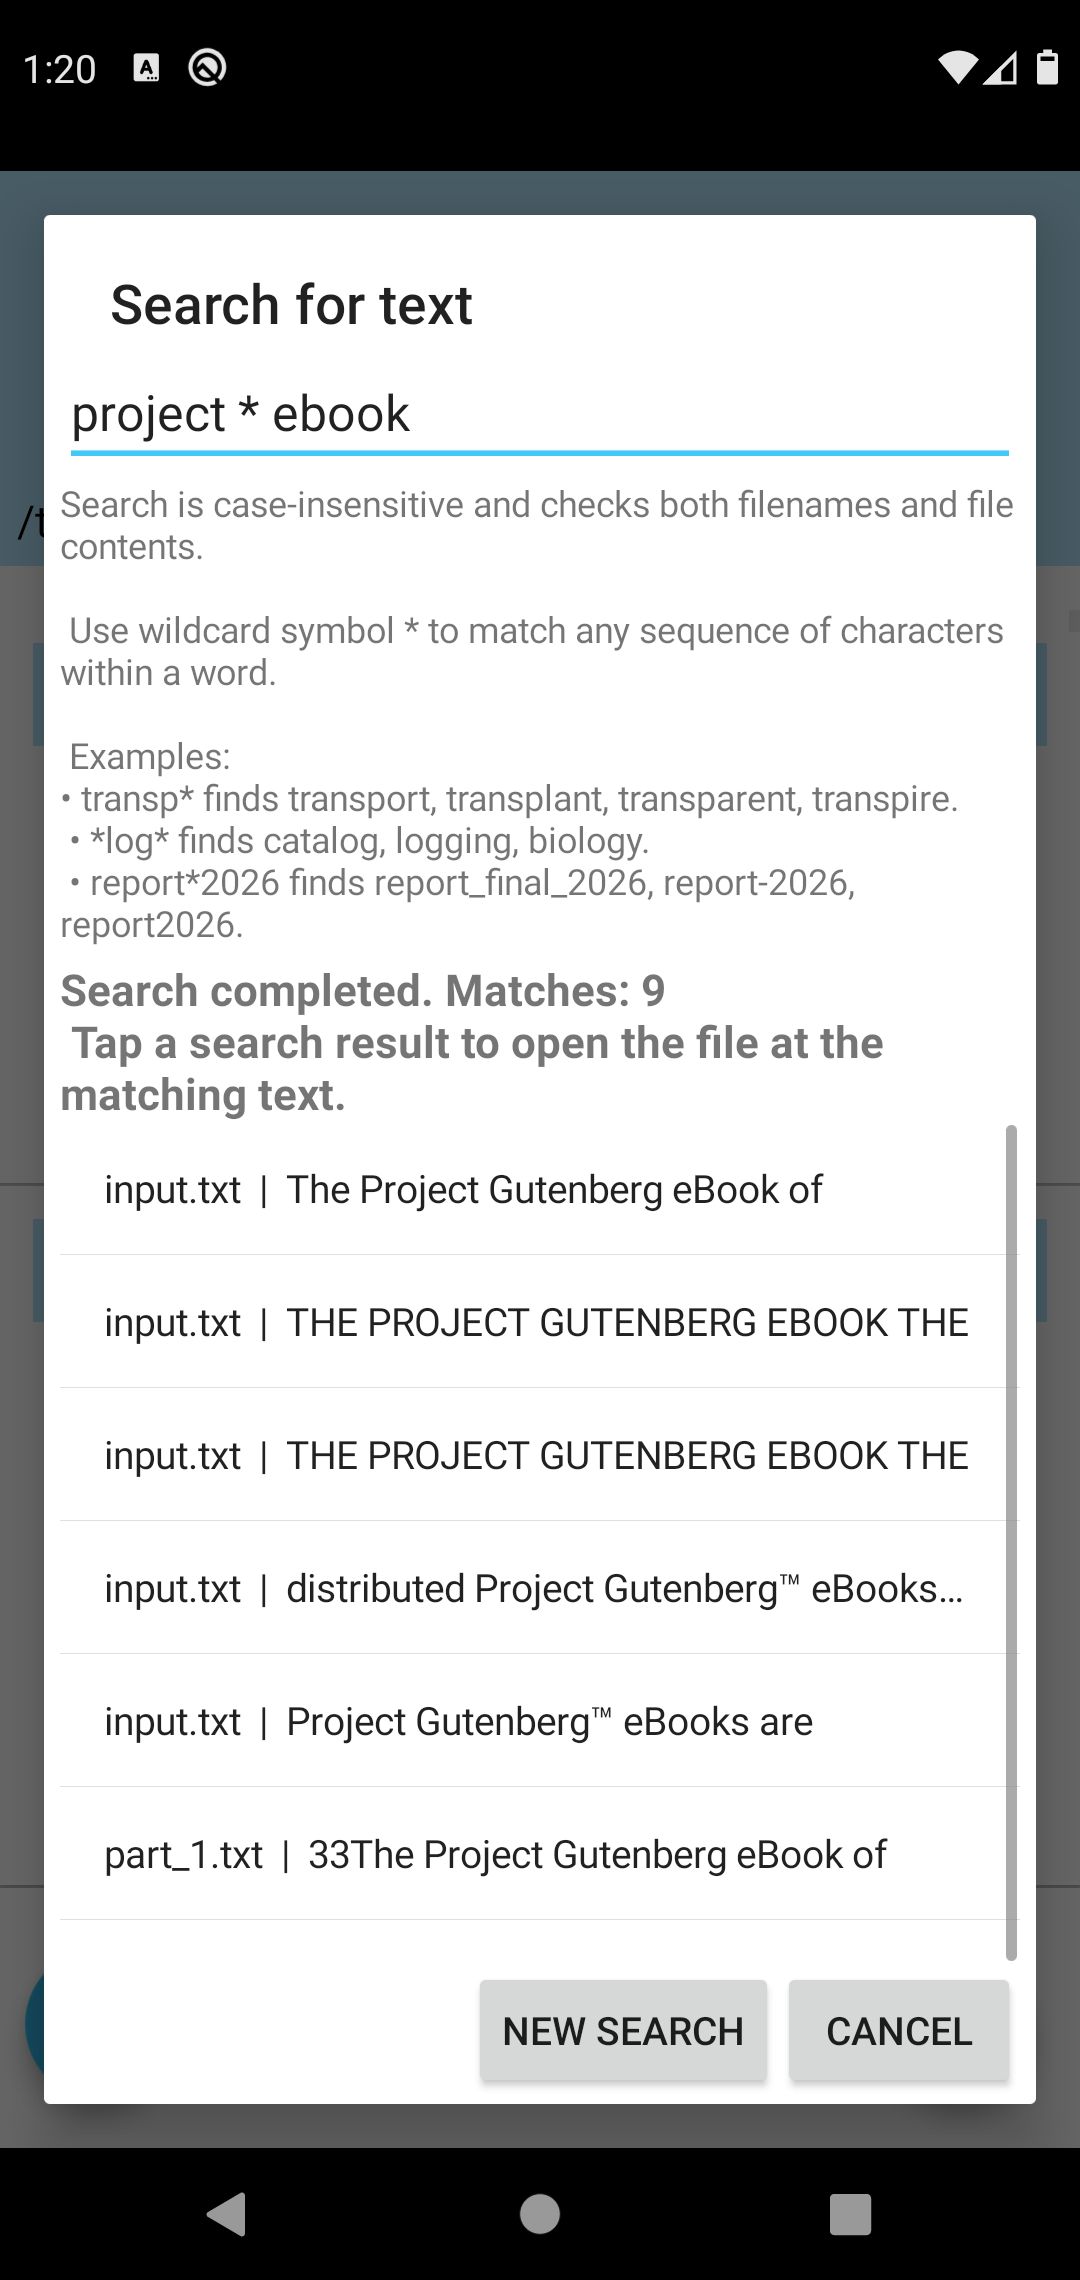 1:20
Search for text
project * ebook
/t
Search is case-insensitive and checks both filenames and file
contents.
Use wildcard symbol * to match any sequence of characters
within a word.
Examples:
• transp* finds transport, transplant, transparent, transpire.
• *log* finds catalog, logging, biology.
• report*2026 finds report_final_2026, report-2026,
report2026.
Search completed. Matches: 9
Tap a search result to open the file at the
matching text.
input.txt | The Project Gutenberg eBook of
input.txt | THE PROJECT GUTENBERG EBOOK THE
input.txt | THE PROJECT GUTENBERG EBOOK THE
input.txt | distributed Project Gutenberg™ eBooks...
input.txt | Project Gutenberg™ eBooks are
part_1.txt | 33The Project Gutenberg eBook of
NEW SEARCH CANCEL